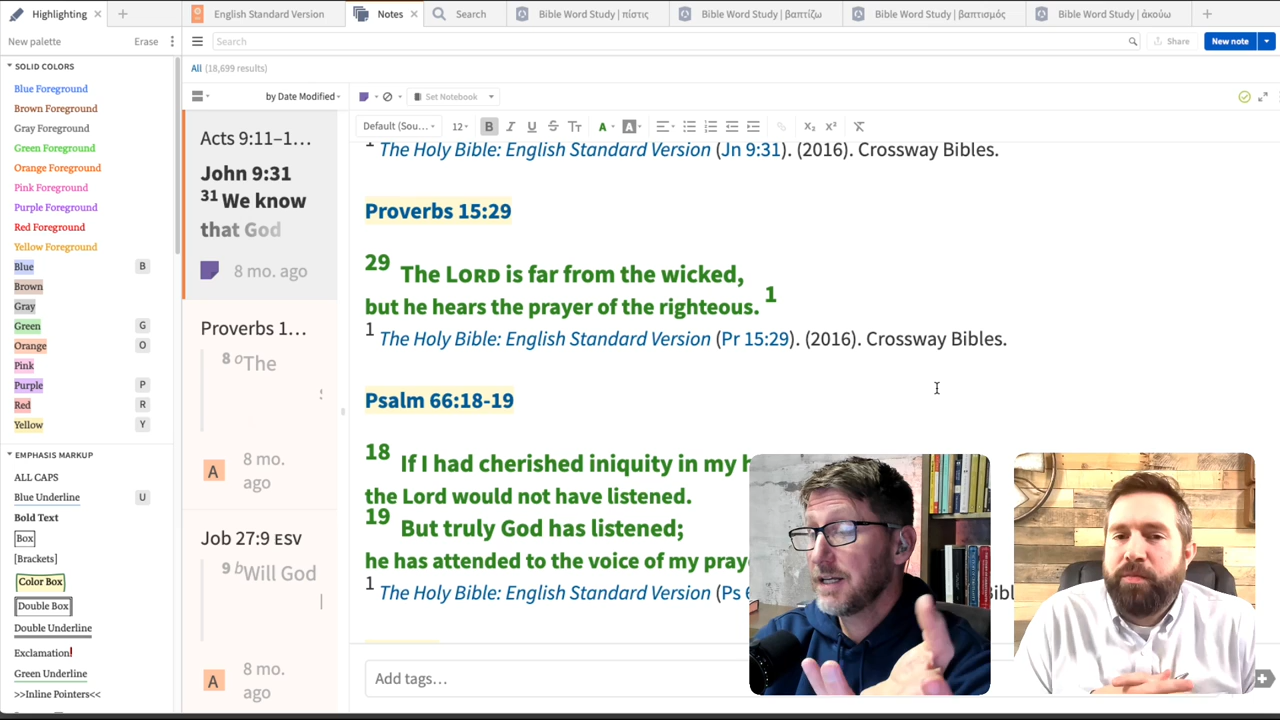 Highlighting
English Standard Version
Notes
Search
Bible Word Study | πίστις
Bible Word Study | βαπτίζω
Bible Word Study | βαπτισμός
Bible Word Study | ἀκούω
New palette
Erase
Search
Share
New note
SOLID COLORS
Blue Foreground
Brown Foreground
Gray Foreground
Green Foreground
Orange Foreground
Pink Foreground
Purple Foreground
Red Foreground
Yellow Foreground
Blue B
Brown
Gray
Green G
Orange O
Pink
Purple P
Red R
Yellow Y
EMPHASIS MARKUP
ALL CAPS
Blue Underline U
Bold Text
Box
[Brackets]
Color Box
Double Box
Double Underline
Exclamation!
Green Underline
>>Inline Pointers<<
All (18,699 results)
by Date Modified
Set Notebook
Acts 9:11–1…
John 9:31
31 We know
that God
8 mo. ago
Proverbs 1…
8 o The
8 mo.
ago
A
Job 27:9 ESV
9 b Will God
8 mo.
ago
A
Default (Sou…
12
B I U S Tt A A X₂ X²
1 The Holy Bible: English Standard Version (Jn 9:31). (2016). Crossway Bibles.
Proverbs 15:29
29 The LORD is far from the wicked,
but he hears the prayer of the righteous. 1
1 The Holy Bible: English Standard Version (Pr 15:29). (2016). Crossway Bibles.
Psalm 66:18-19
18 If I had cherished iniquity in my
the Lord would not have listened.
19 But truly God has listened;
he has attended to the voice of my
1 The Holy Bible: English Standard Version (Ps
Add tags…